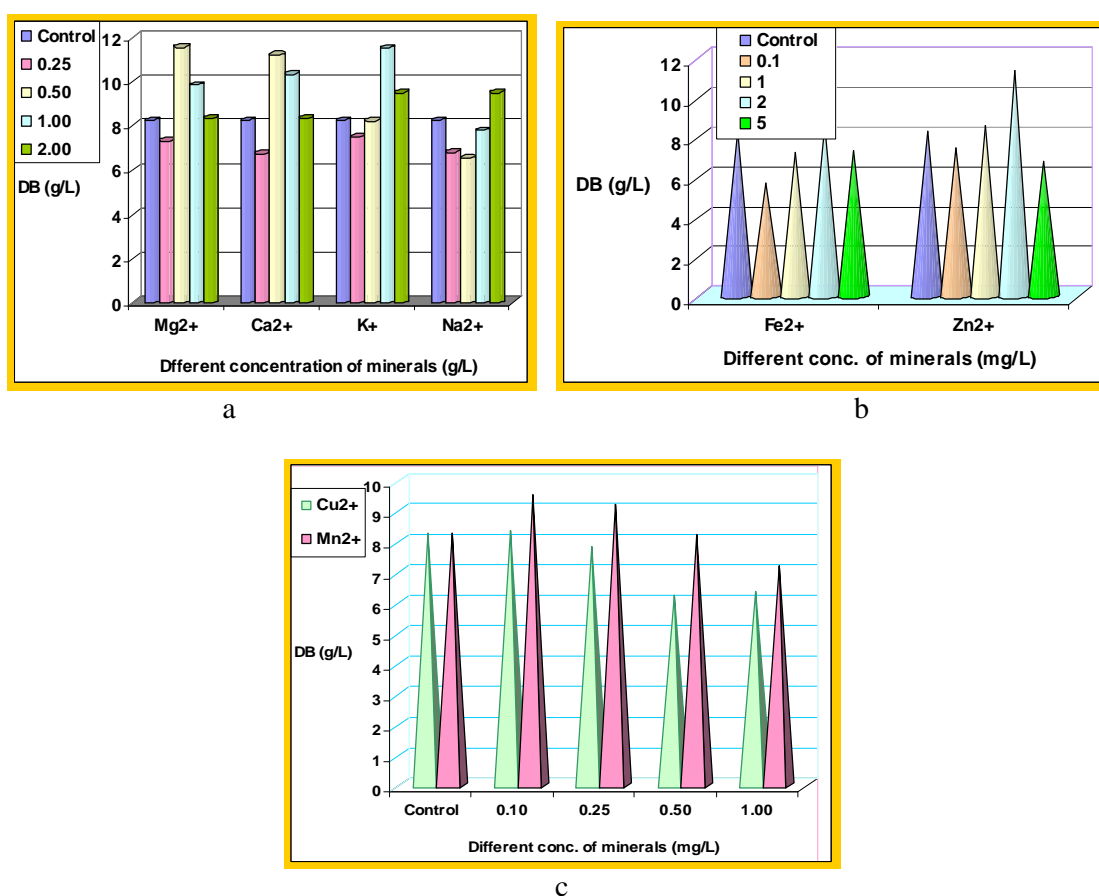 Control
0.25
0.50
1.00
2.00
DB (g/L)
12
10
8
6
4
2
0
Mg2+ Ca2+ K+ Na2+
Dfferent concentration of minerals (g/L)
a
Control
0.1
1
2
5
DB (g/L)
12
10
8
6
4
2
0
Fe2+ Zn2+
Different conc. of minerals (mg/L)
b
Cu2+
Mn2+
DB (g/L)
10
9
8
7
6
5
4
3
2
1
0
Control 0.10 0.25 0.50 1.00
Different conc. of minerals (mg/L)
c